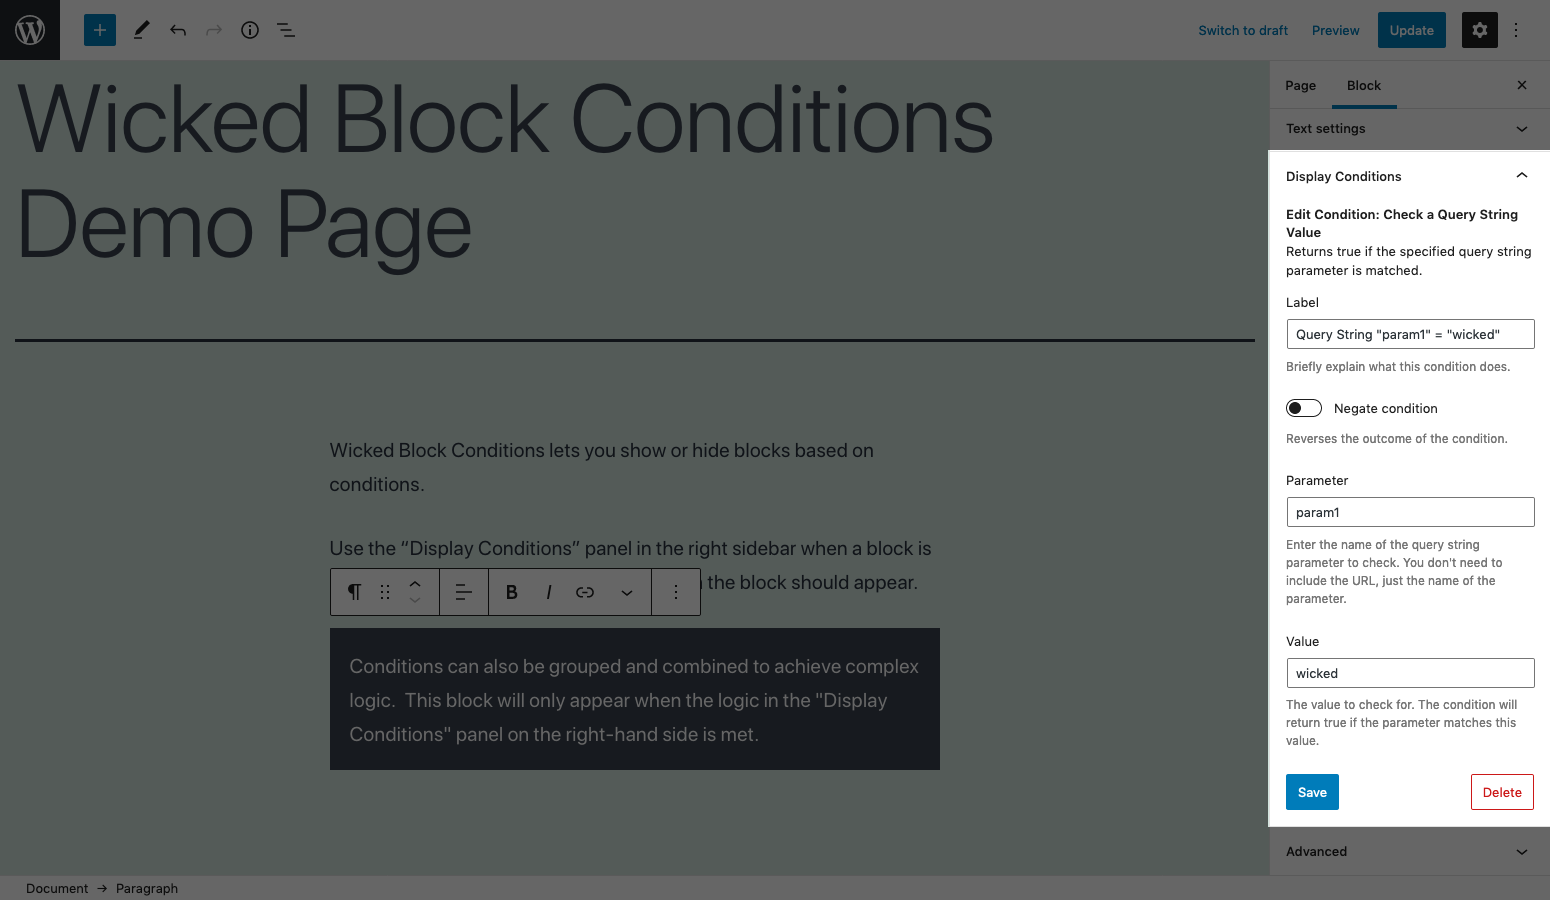 Switch to draft
Preview
Update
Wicked Block Conditions
Demo Page
Wicked Block Conditions lets you show or hide blocks based on
conditions.
Use the “Display Conditions” panel in the right sidebar when a block is
the block should appear.
B I
Conditions can also be grouped and combined to achieve complex
logic.  This block will only appear when the logic in the "Display
Conditions" panel on the right-hand side is met.
Page
Block
Text settings
Display Conditions
Edit Condition: Check a Query String
Value
Returns true if the specified query string
parameter is matched.
Label
Query String "param1" = "wicked"
Briefly explain what this condition does.
Negate condition
Reverses the outcome of the condition.
Parameter
param1
Enter the name of the query string
parameter to check. You don't need to
include the URL, just the name of the
parameter.
Value
wicked
The value to check for. The condition will
return true if the parameter matches this
value.
Save
Delete
Advanced
Document → Paragraph